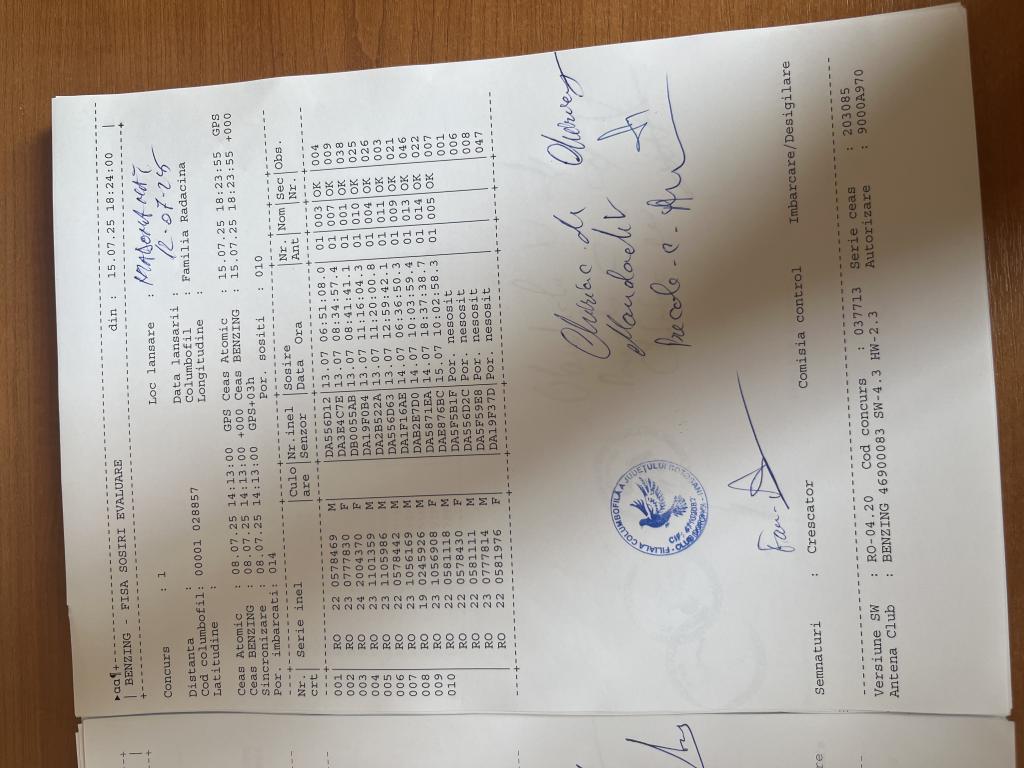 BENZING - FISA SOSIRI EVALUARE din : 15.07.25 18:24:00
Concurs : 1 Loc lansare :
Distanta : Data lansarii : 12.07.25
Cod columbofil: 00001 028857 Columbofil : Familia Radacina
Latitudine : Longitudine :
Ceas Atomic : 08.07.25 14:13:00 GPS Ceas Atomic : 15.07.25 18:23:55 GPS
Ceas BENZING : 08.07.25 14:13:00 +000 Ceas BENZING : 15.07.25 18:23:55 +000
Sincronizare : 08.07.25 14:13:00 GPS+03h
Por. imbarcati: 014 Por. sositi : 010
Nr. | Serie inel |Culo|Nr.inel |Sosire |Nr. |Nom|Sec|Obs.
crt | are |Senzor |Data Ora |Ant | |Nr.|
001 RO 22 0578469 M DA556D12 13.07 06:51:08.0 01 003 OK 004
002 RO 23 0777830 F DA3E4C7E 13.07 08:34:57.4 01 007 OK 009
003 RO 24 2004370 F DB0055AB 13.07 08:41:41.1 01 001 OK 038
004 RO 23 1101359 M DA19F0B4 13.07 11:16:04.3 01 010 OK 025
005 RO 23 1105986 M DA2B522A 13.07 11:20:00.8 01 004 OK 026
006 RO 22 0578442 M DA556D63 13.07 12:59:42.1 01 011 OK 003
007 RO 23 1056169 M DA1F16AE 14.07 06:36:50.3 01 009 OK 021
008 RO 19 0245920 M DAB2E7D0 14.07 10:03:59.4 01 013 OK 046
009 RO 23 1056908 F DA5871EA 14.07 18:37:38.7 01 014 OK 022
010 RO 22 0581118 M DAE876BC 15.07 10:02:58.3 01 005 OK 007
RO 22 0578430 F DA5F5B1F Por. nesosit 001
RO 22 0581111 M DA556D2C Por. nesosit 006
RO 23 0777814 M DA5F59E8 Por. nesosit 008
RO 22 0581976 F DA19F37D Por. nesosit 047
FILIALA COLUMBOFILA A JUDEŢULUI BOTOŞANI
Semnaturi : Crescator Comisia control Imbarcare/Desigilare
Versiune SW : RO-04.20 Cod concurs : 037713 Serie ceas : 203085
Antena Club : BENZING 46900083 SW-4.3 HW-2.3 Autorizare : 9000A970